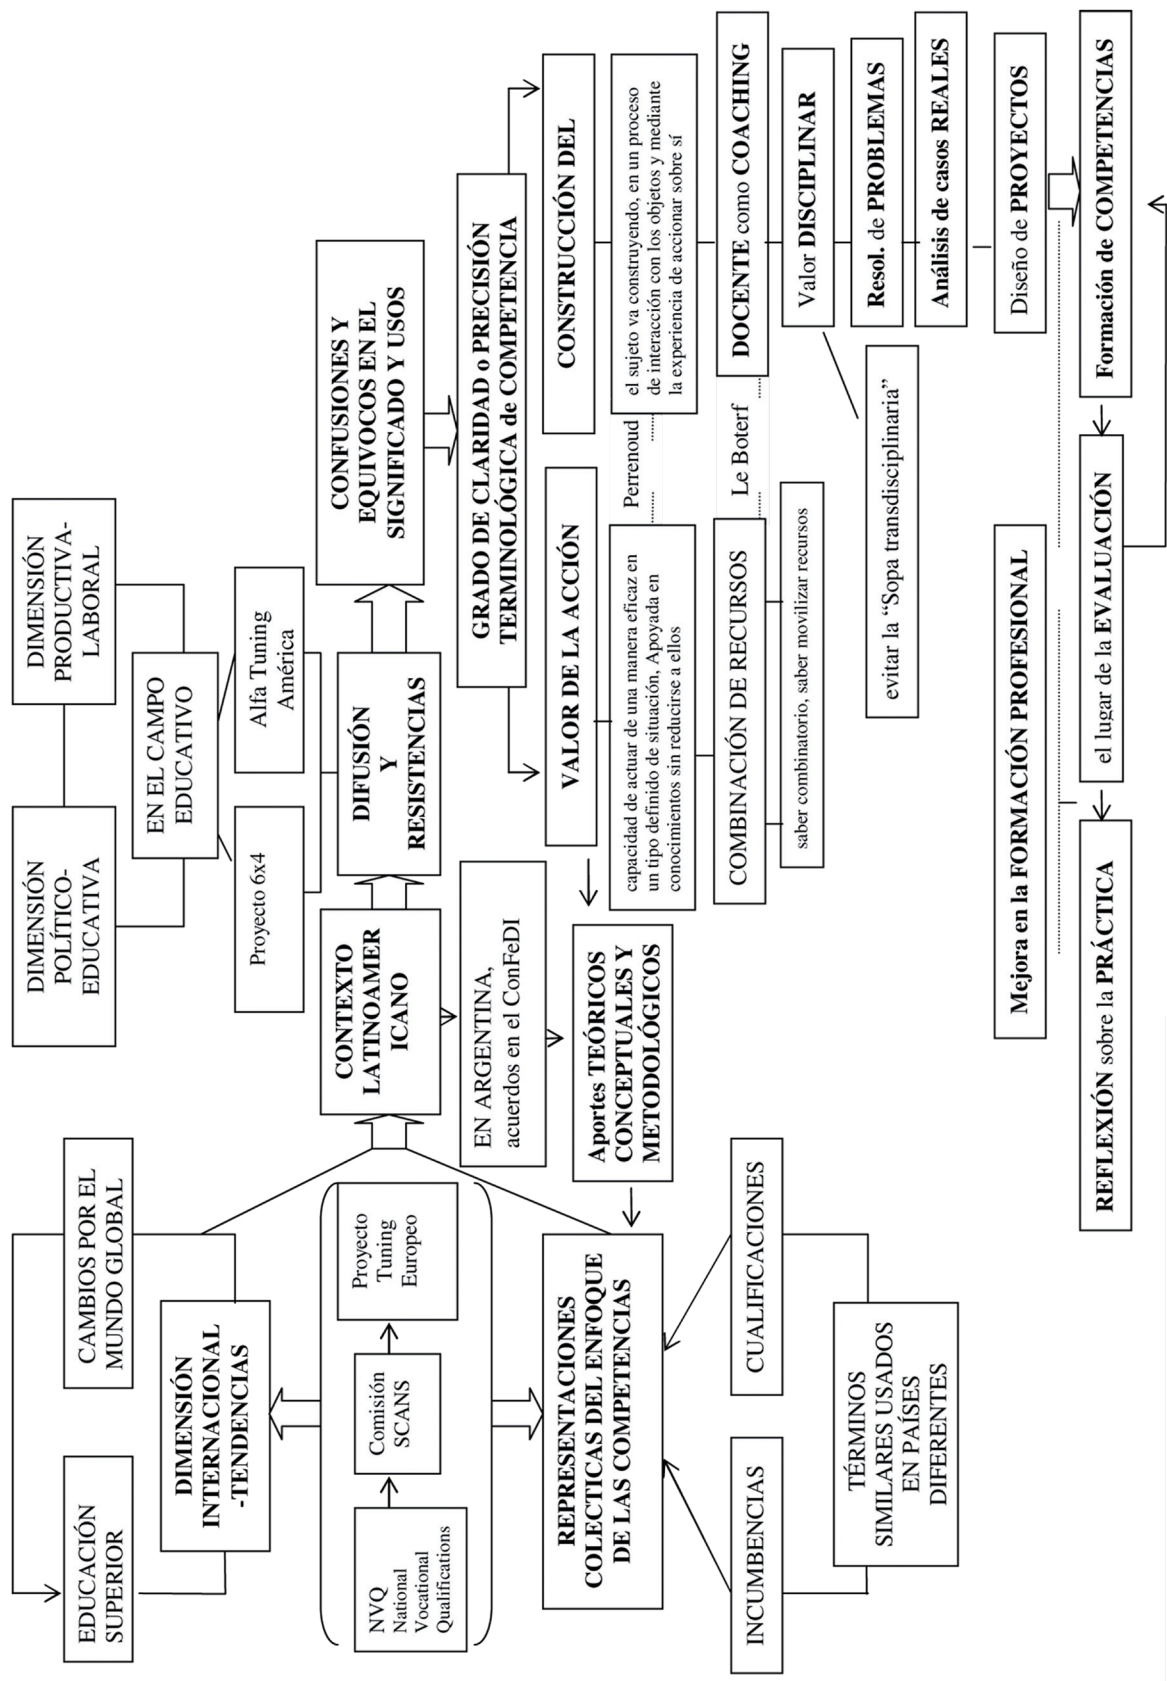 EDUCACIÓN
SUPERIOR
CAMBIOS POR EL
MUNDO GLOBAL
DIMENSIÓN
INTERNACIONAL
-TENDENCIAS
NVQ
National
Vocational
Qualifications
Comisión
SCANS
Proyecto
Tuning
Europeo
REPRESENTACIONES
COLECTICAS DEL ENFOQUE
DE LAS COMPETENCIAS
INCUMBENCIAS
CUALIFICACIONES
TÉRMINOS
SIMILARES USADOS
EN PAÍSES
DIFERENTES
DIMENSIÓN
POLÍTICO-
EDUCATIVA
DIMENSIÓN
PRODUCTIVA-
LABORAL
EN EL CAMPO
EDUCATIVO
Proyecto 6x4
Alfa Tuning
América
CONTEXTO
LATINOAMER
ICANO
DIFUSIÓN
Y
RESISTENCIAS
CONFUSIONES Y
EQUIVOCOS EN EL
SIGNIFICADO Y USOS
EN ARGENTINA,
acuerdos en el ConFeDI
Aportes TEÓRICOS
CONCEPTUALES Y
METODOLÓGICOS
GRADO DE CLARIDAD o PRECISIÓN
TERMINOLÓGICA de COMPETENCIA
VALOR DE LA ACCIÓN
CONSTRUCCIÓN DEL
capacidad de actuar de una manera eficaz en
un tipo definido de situación, Apoyada en
conocimientos sin reducirse a ellos
Perrenoud
el sujeto va construyendo, en un proceso
de interacción con los objetos y mediante
la experiencia de accionar sobre sí
COMBINACIÓN DE RECURSOS
Le Boterf
DOCENTE como COACHING
saber combinatorio, saber movilizar recursos
Valor DISCIPLINAR
evitar la “Sopa transdisciplinaria”
Resol. de PROBLEMAS
Análisis de casos REALES
Mejora en la FORMACIÓN PROFESIONAL
Diseño de PROYECTOS
REFLEXIÓN sobre la PRÁCTICA
el lugar de la EVALUACIÓN
Formación de COMPETENCIAS